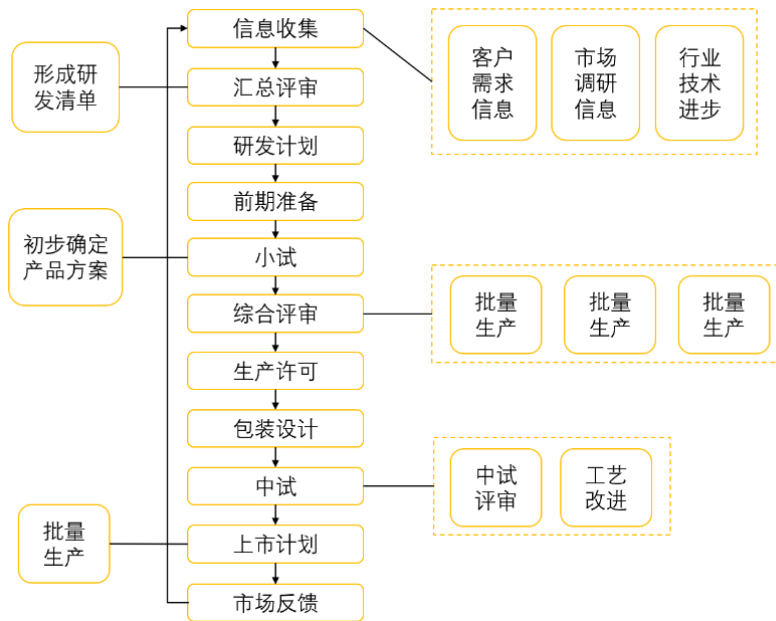 信息收集
客户
需求
信息
市场
调研
信息
行业
技术
进步
形成研
发清单
汇总评审
研发计划
前期准备
初步确定
产品方案
小试
综合评审
批量
生产
批量
生产
批量
生产
生产许可
包装设计
中试
中试
评审
工艺
改进
批量
生产
上市计划
市场反馈